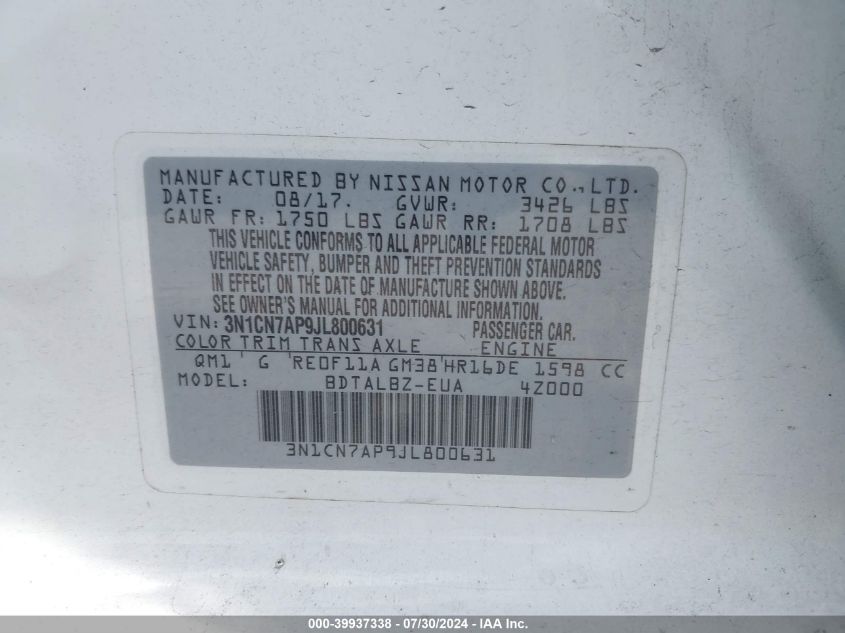 MANUFACTURED BY NISSAN MOTOR CO., LTD.
DATE: 08/17. GVWR: 3426 LBS
GAWR FR: 1750 LBS GAWR RR: 1708 LBS
THIS VEHICLE CONFORMS TO ALL APPLICABLE FEDERAL MOTOR
VEHICLE SAFETY, BUMPER AND THEFT PREVENTION STANDARDS
IN EFFECT ON THE DATE OF MANUFACTURE SHOWN ABOVE.
SEE OWNER'S MANUAL FOR ADDITIONAL INFORMATION.
VIN: 3N1CN7AP9JL800631 PASSENGER CAR.
COLOR TRIM TRANS AXLE ENGINE
QM1 G RE0F11A GM38 HR16DE 1598 CC
MODEL: BDTALBZ-EUA 4Z000
3N1CN7AP9JL800631
000-39937338 - 07/30/2024 - IAA Inc.